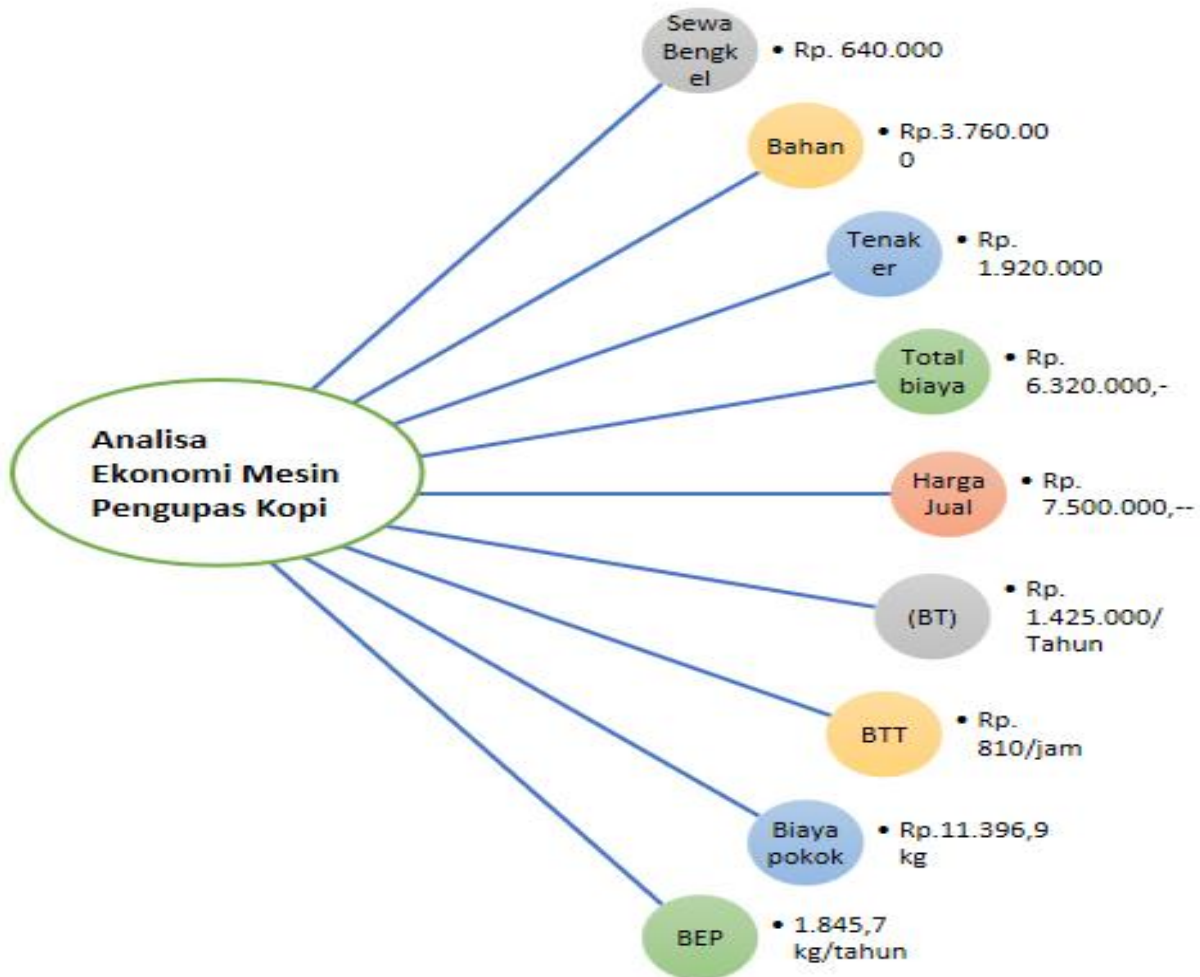 Sewa
Bengk
el
• Rp. 640.000
Bahan
• Rp.3.760.00
0
Tenak
er
• Rp.
1.920.000
Total
biaya
• Rp.
6.320.000,-
Analisa
Ekonomi Mesin
Pengupas Kopi
Harga
Jual
• Rp.
7.500.000,--
(BT)
• Rp.
1.425.000/
Tahun
BTT
• Rp.
810/jam
Biaya
pokok
• Rp.11.396,9
kg
BEP
• 1.845,7
kg/tahun